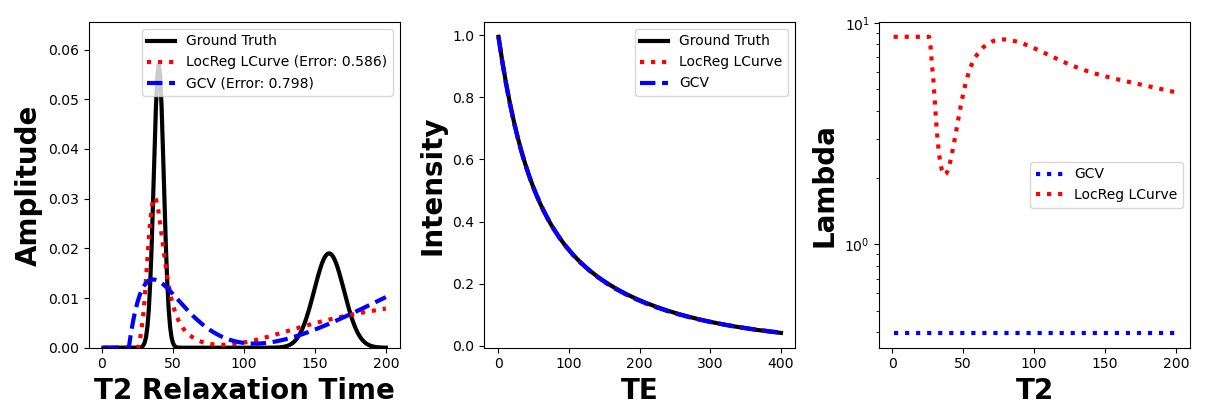 Ground Truth
LocReg LCurve (Error: 0.586)
GCV (Error: 0.798)
Amplitude
0.06
0.05
0.04
0.03
0.02
0.01
0.00
0
50
100
150
200
T2 Relaxation Time
Ground Truth
LocReg LCurve
GCV
Intensity
1.0
0.8
0.6
0.4
0.2
0.0
0
100
200
300
400
TE
GCV
LocReg LCurve
Lambda
10¹
10⁰
0
50
100
150
200
T2